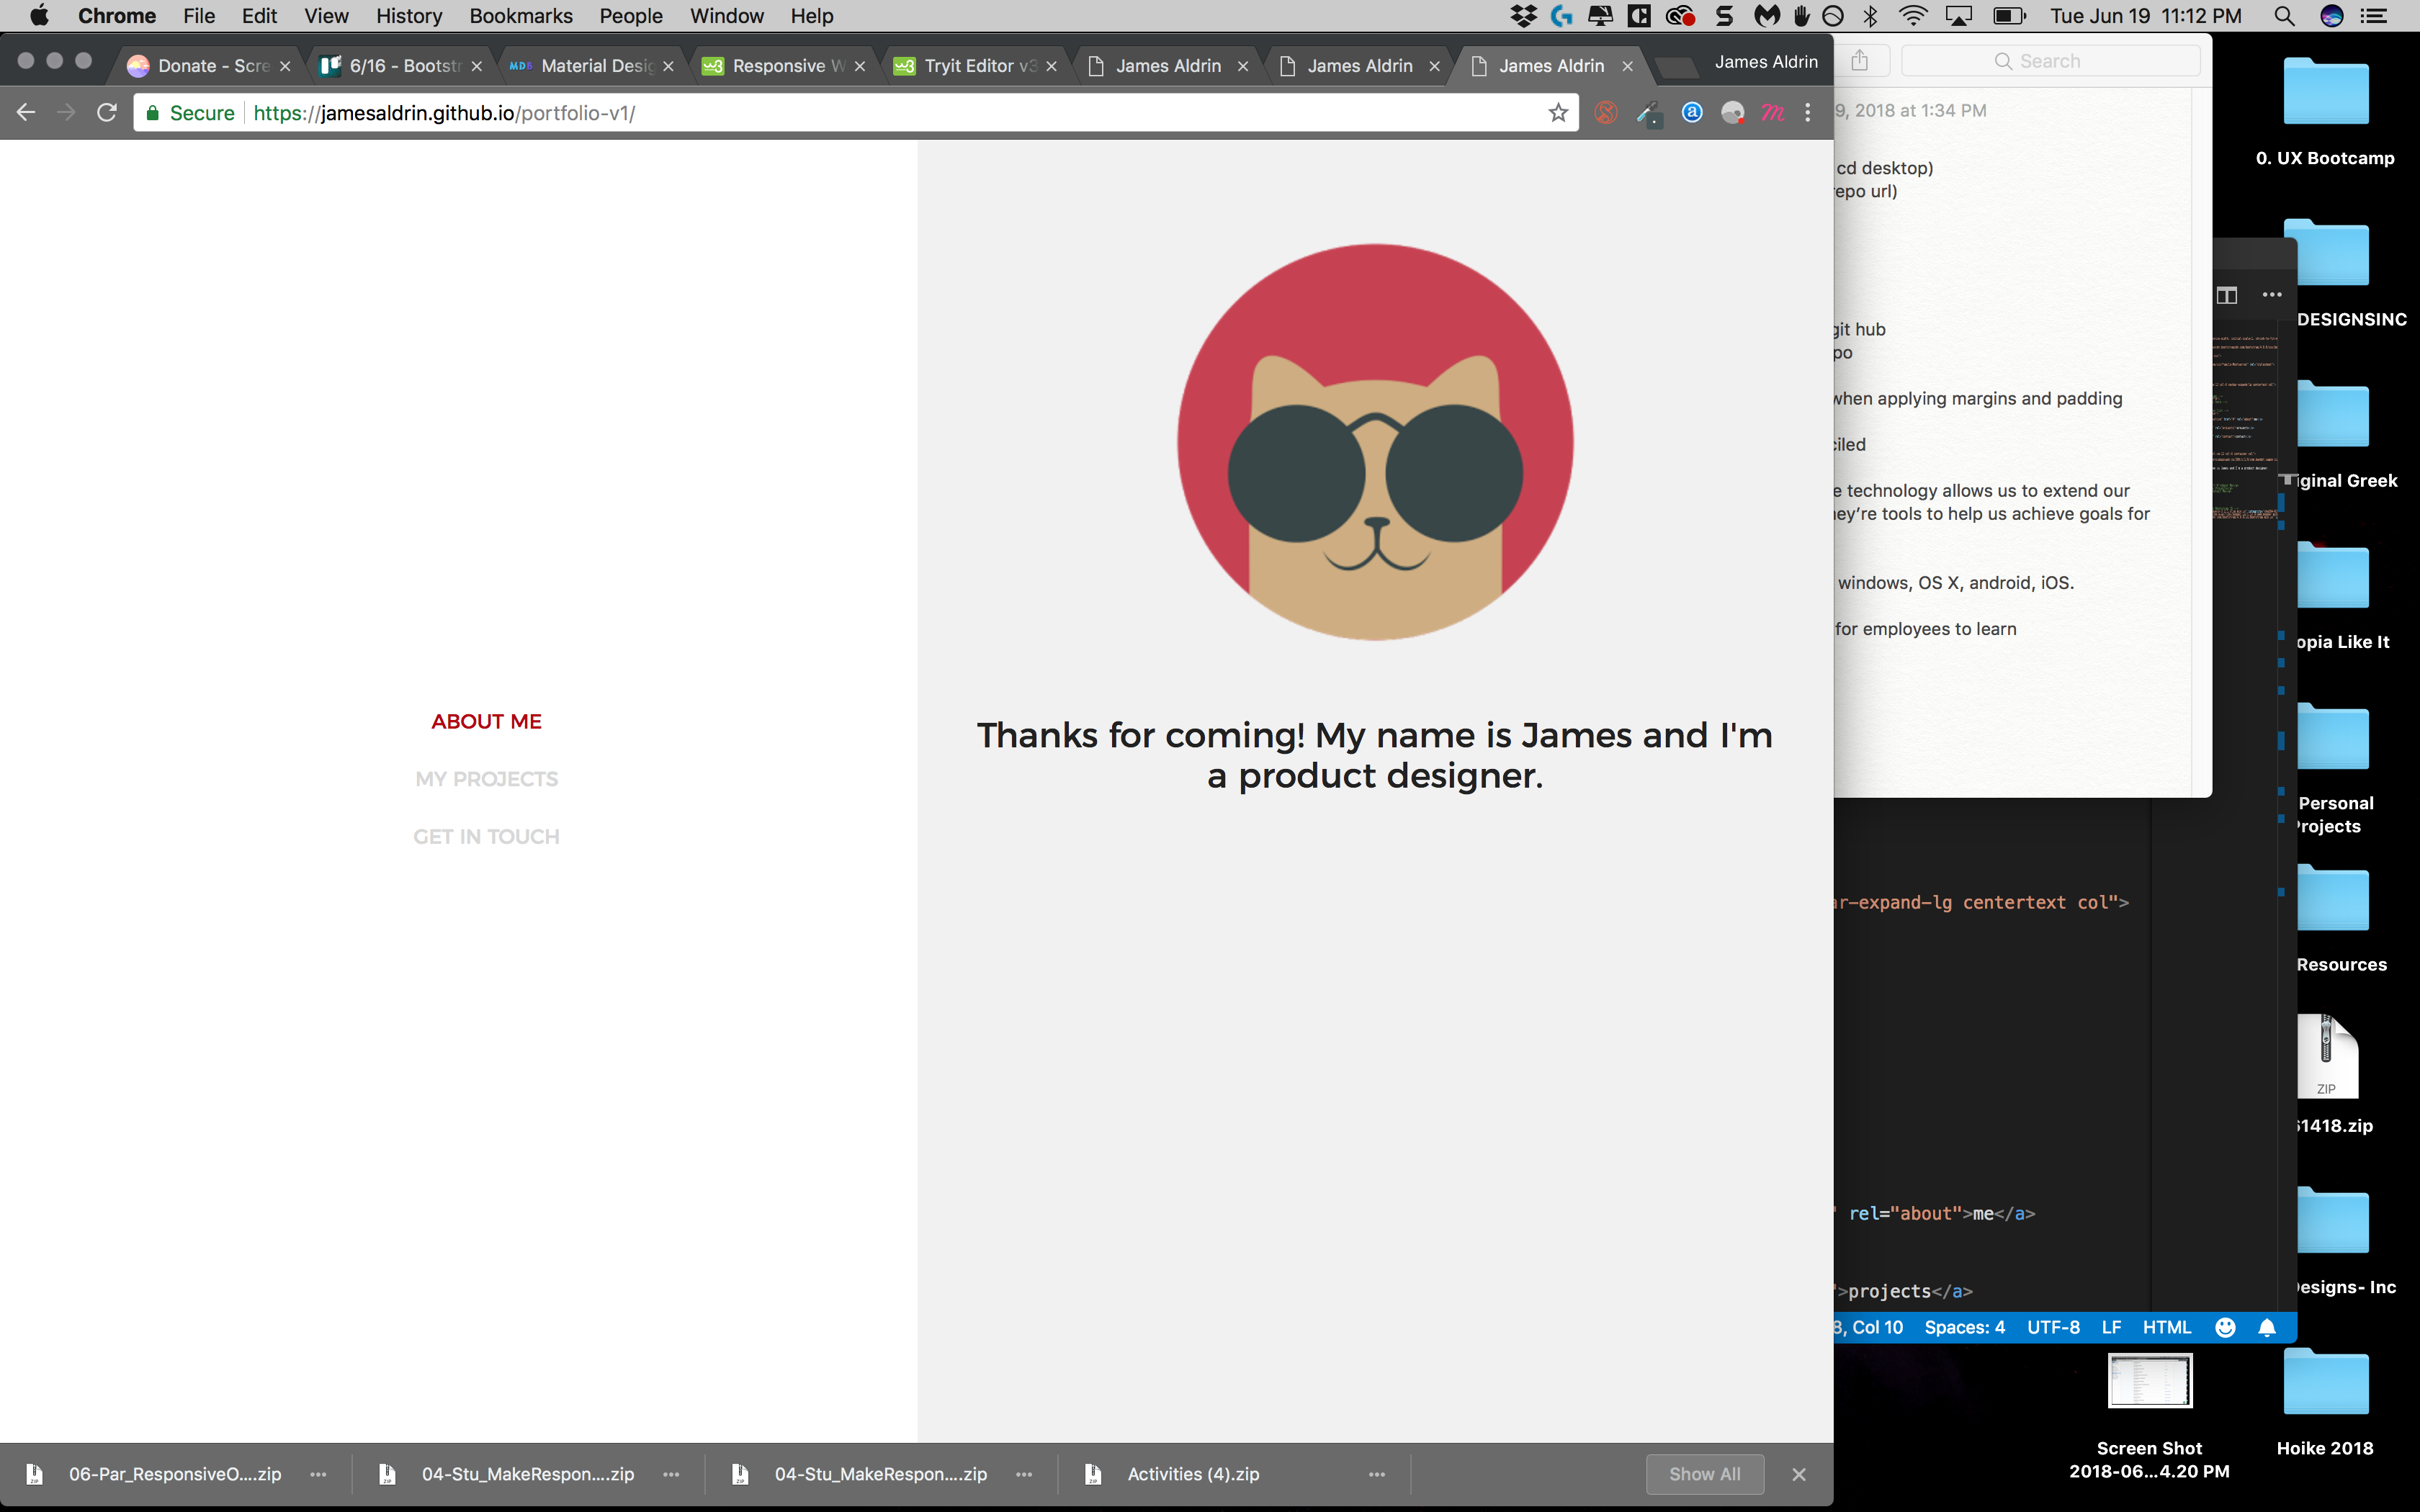 Chrome File Edit View History Bookmarks People Window Help
Tue Jun 19 11:12 PM
Donate - Scre
6/16 - Bootstr
MDB Material Desig
Responsive W
Tryit Editor v3
James Aldrin
James Aldrin
James Aldrin
James Aldrin
Search
Secure
https://jamesaldrin.github.io/portfolio-v1/
9, 2018 at 1:34 PM
cd desktop)
epo url)
git hub
po
when applying margins and padding
ciled
e technology allows us to extend our
ey're tools to help us achieve goals for
windows, OS X, android, iOS.
for employees to learn
ABOUT ME
MY PROJECTS
GET IN TOUCH
Thanks for coming! My name is James and I'm
a product designer.
ar-expand-lg centertext col">
" rel="about">me</a>
">projects</a>
8, Col 10 Spaces: 4 UTF-8 LF HTML
0. UX Bootcamp
DESIGNSINC
iginal Greek
opia Like It
Personal
Projects
Resources
ZIP
61418.zip
esigns- Inc
Screen Shot
2018-06...4.20 PM
Hoike 2018
06-Par_ResponsiveO....zip
04-Stu_MakeRespon....zip
04-Stu_MakeRespon....zip
Activities (4).zip
Show All